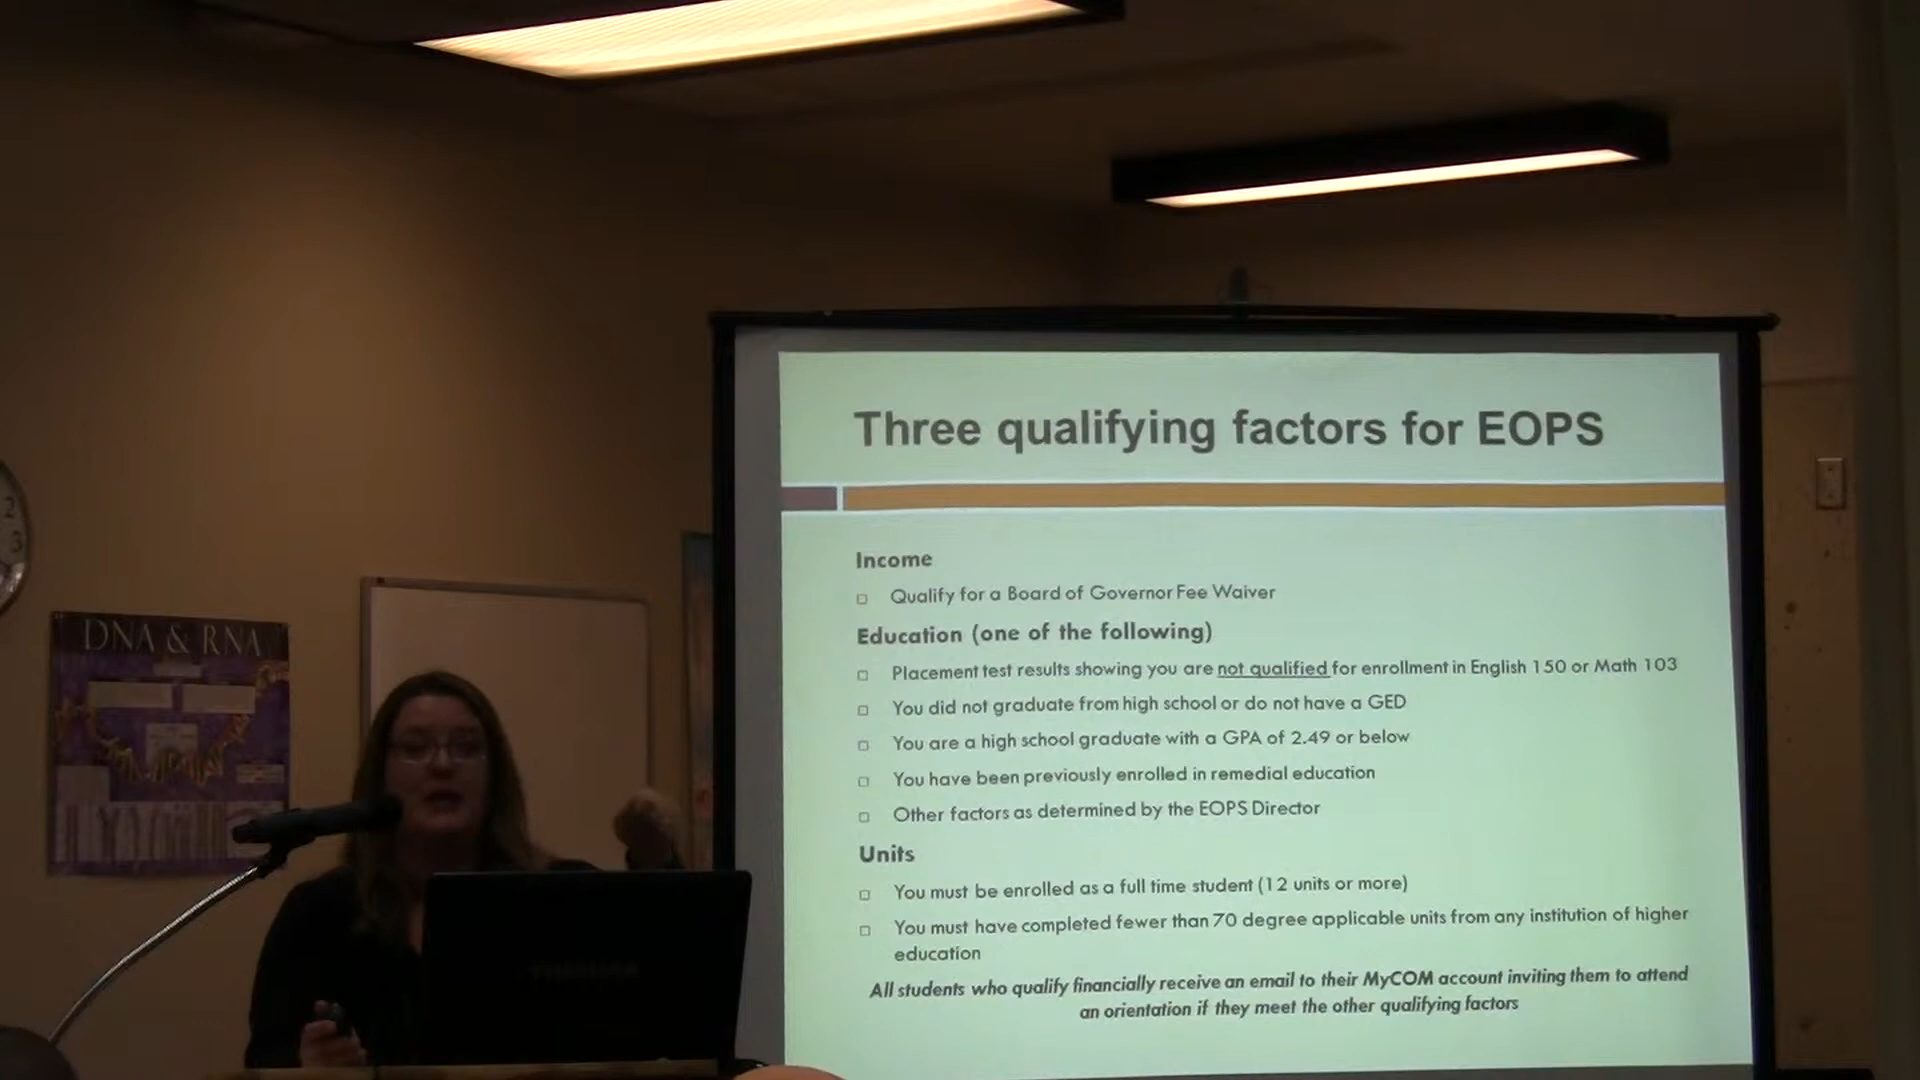 Three qualifying factors for EOPS
Income
Qualify for a Board of Governor Fee Waiver
Education (one of the following)
Placement test results showing you are not qualified for enrollment in English 150 or Math 103
You did not graduate from high school or do not have a GED
You are a high school graduate with a GPA of 2.49 or below
You have been previously enrolled in remedial education
Other factors as determined by the EOPS Director
Units
You must be enrolled as a full time student (12 units or more)
You must have completed fewer than 70 degree applicable units from any institution of higher
education
All students who qualify financially receive an email to their MyCOM account inviting them to attend
an orientation if they meet the other qualifying factors
DNA & RNA
2
3